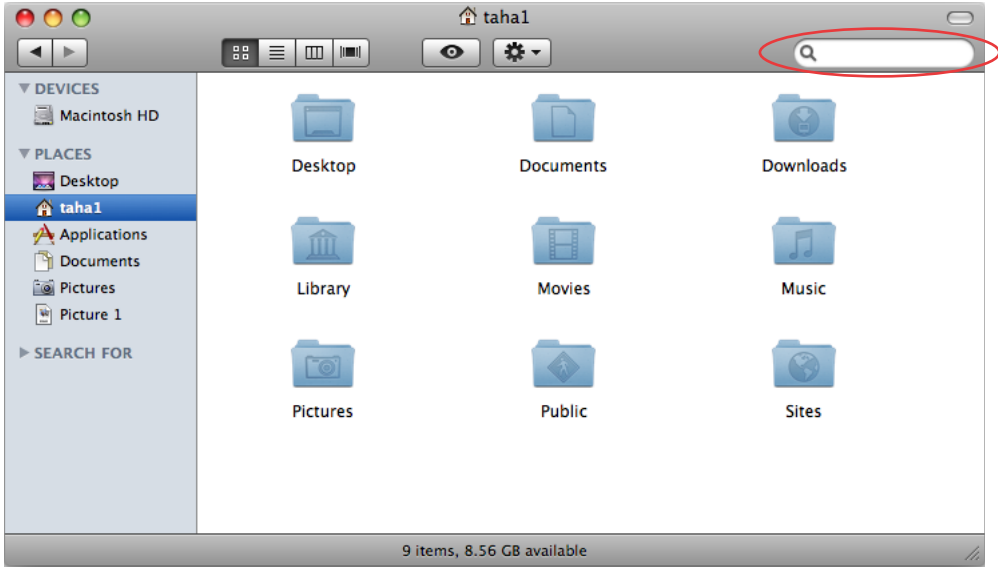 taha1
DEVICES
Macintosh HD
PLACES
Desktop
taha1
Applications
Documents
Pictures
Picture 1
SEARCH FOR
Desktop Documents Downloads
Library Movies Music
Pictures Public Sites
9 items, 8.56 GB available